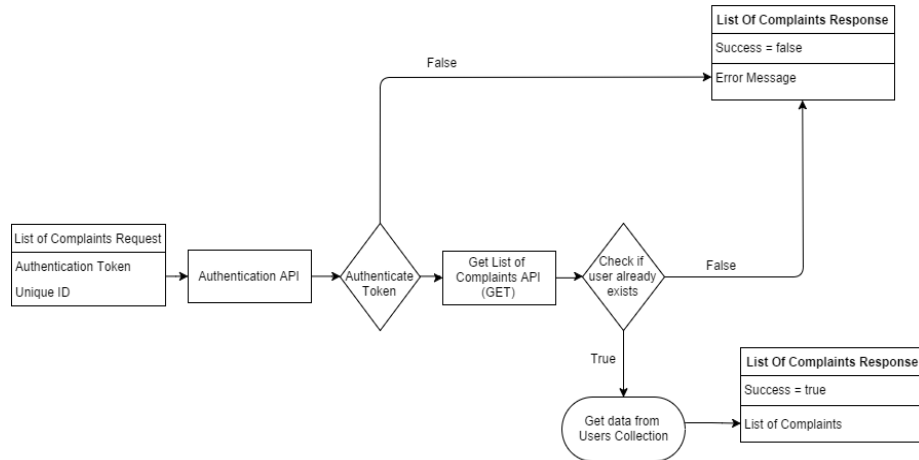 List Of Complaints Response
Success = false
Error Message
False
List of Complaints Request
Authentication Token
Unique ID
Authentication API
Authenticate
Token
Get List of
Complaints API
(GET)
Check if
user already
exists
False
True
Get data from
Users Collection
List Of Complaints Response
Success = true
List of Complaints